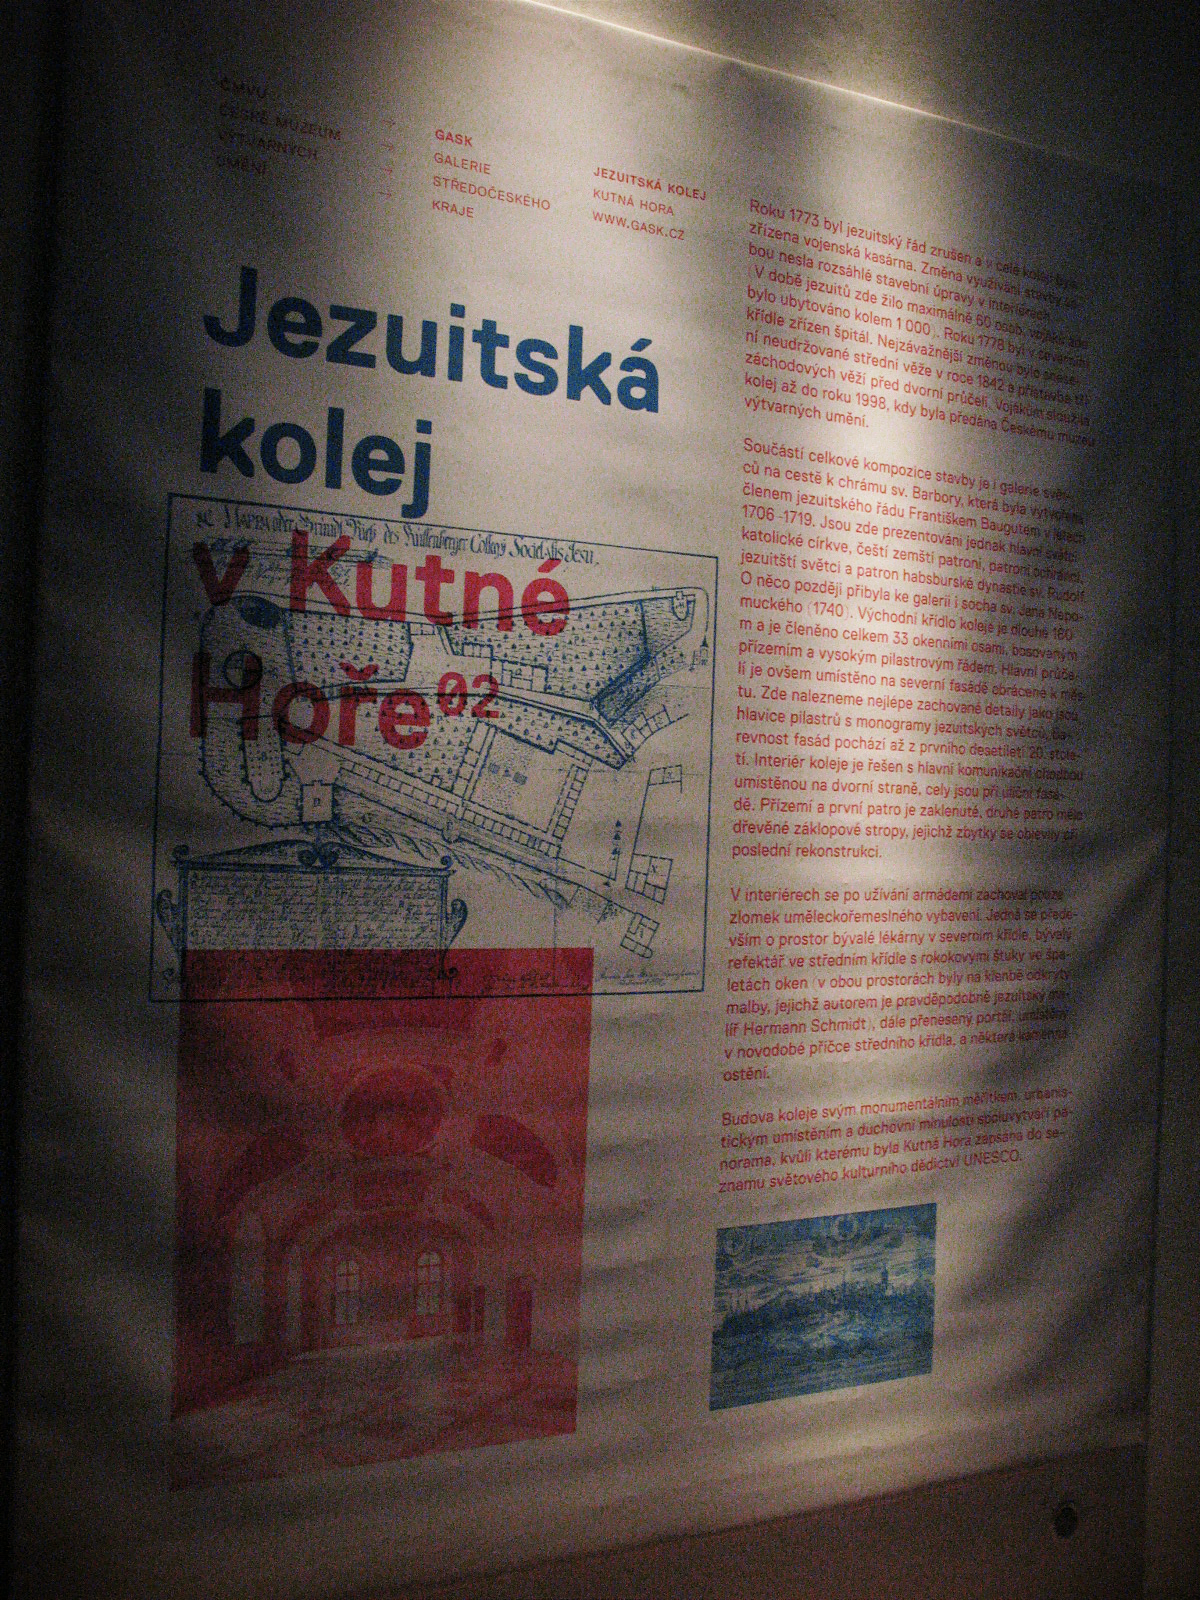 ČMVU
ČESKÉ MUZEUM
VÝTVARNÝCH
UMĚNÍ
→
→
→
→
GASK
GALERIE
STŘEDOČESKÉHO
KRAJE
JEZUITSKÁ KOLEJ
KUTNÁ HORA
WWW.GASK.CZ
Jezuitská
kolej
v Kutné
Hoře02
MAPPA des Kuttenberger Societatis Jesu.
Roku 1773 byl jezuitský řád zrušen a v celé koleji byla
zřízena vojenská kasárna. Změna využívání stavby se-
bou nesla rozsáhlé stavební úpravy v interiérech.
(V době jezuitů zde žilo maximálně 60 osob, vojáků zde
bylo ubytováno kolem 1 000). Roku 1778 byl v severním
křídle zřízen špitál. Nejzávažnější změnou bylo snese-
ní neudržované střední věže v roce 1842 a přístavba tří
záchodových věží před dvorní průčelí. Vojákům sloužila
kolej až do roku 1998, kdy byla předána Českému muzeu
výtvarných umění.
Součástí celkové kompozice stavby je i galerie svět-
ců na cestě k chrámu sv. Barbory, která byla vytvořena
členem jezuitského řádu Františkem Baugutem v letech
1706 -1719. Jsou zde prezentováni jednak hlavní světci
katolické církve, čeští zemští patroni, patroni ochránci,
jezuitští světci a patron habsburské dynastie sv. Rudolf.
O něco později přibyla ke galerii i socha sv. Jana Nepo-
muckého (1740). Východní křídlo koleje je dlouhé 160
m a je členěno celkem 33 okenními osami, bosovaným
přízemím a vysokým pilastrovým řádem. Hlavní průče-
lí je ovšem umístěno na severní fasádě obrácené k měs-
tu. Zde nalezneme nejlépe zachované detaily jako jsou
hlavice pilastrů s monogramy jezuitských světců. Ba-
revnost fasád pochází až z prvního desetiletí 20. stole-
tí. Interiér koleje je řešen s hlavní komunikační chodbou
umístěnou na dvorní straně, cely jsou při uliční fasá-
dě. Přízemí a první patro je zaklenuté, druhé patro mělo
dřevěné záklopové stropy, jejichž zbytky se objevily při
poslední rekonstrukci.
V interiérech se po užívání armádami zachoval pouze
zlomek uměleckořemeslného vybavení. Jedná se přede-
vším o prostor bývalé lékárny v severním křídle, bývalý
refektář ve středním křídle s rokokovými štuky ve špa-
letách oken (v obou prostorách byly na klenbě odkryty
malby, jejichž autorem je pravděpodobně jezuitský ma-
líř Hermann Schmidt), dále přenesený portál, umístěný
v novodobé příčce středního křídla, a některá kamenná
ostění.
Budova koleje svým monumentálním měřítkem, urbanis-
tickým umístěním a duchovní minulostí spoluvytváří pa-
norama, kvůli kterému byla Kutná Hora zapsána do se-
znamu světového kulturního dědictví UNESCO.